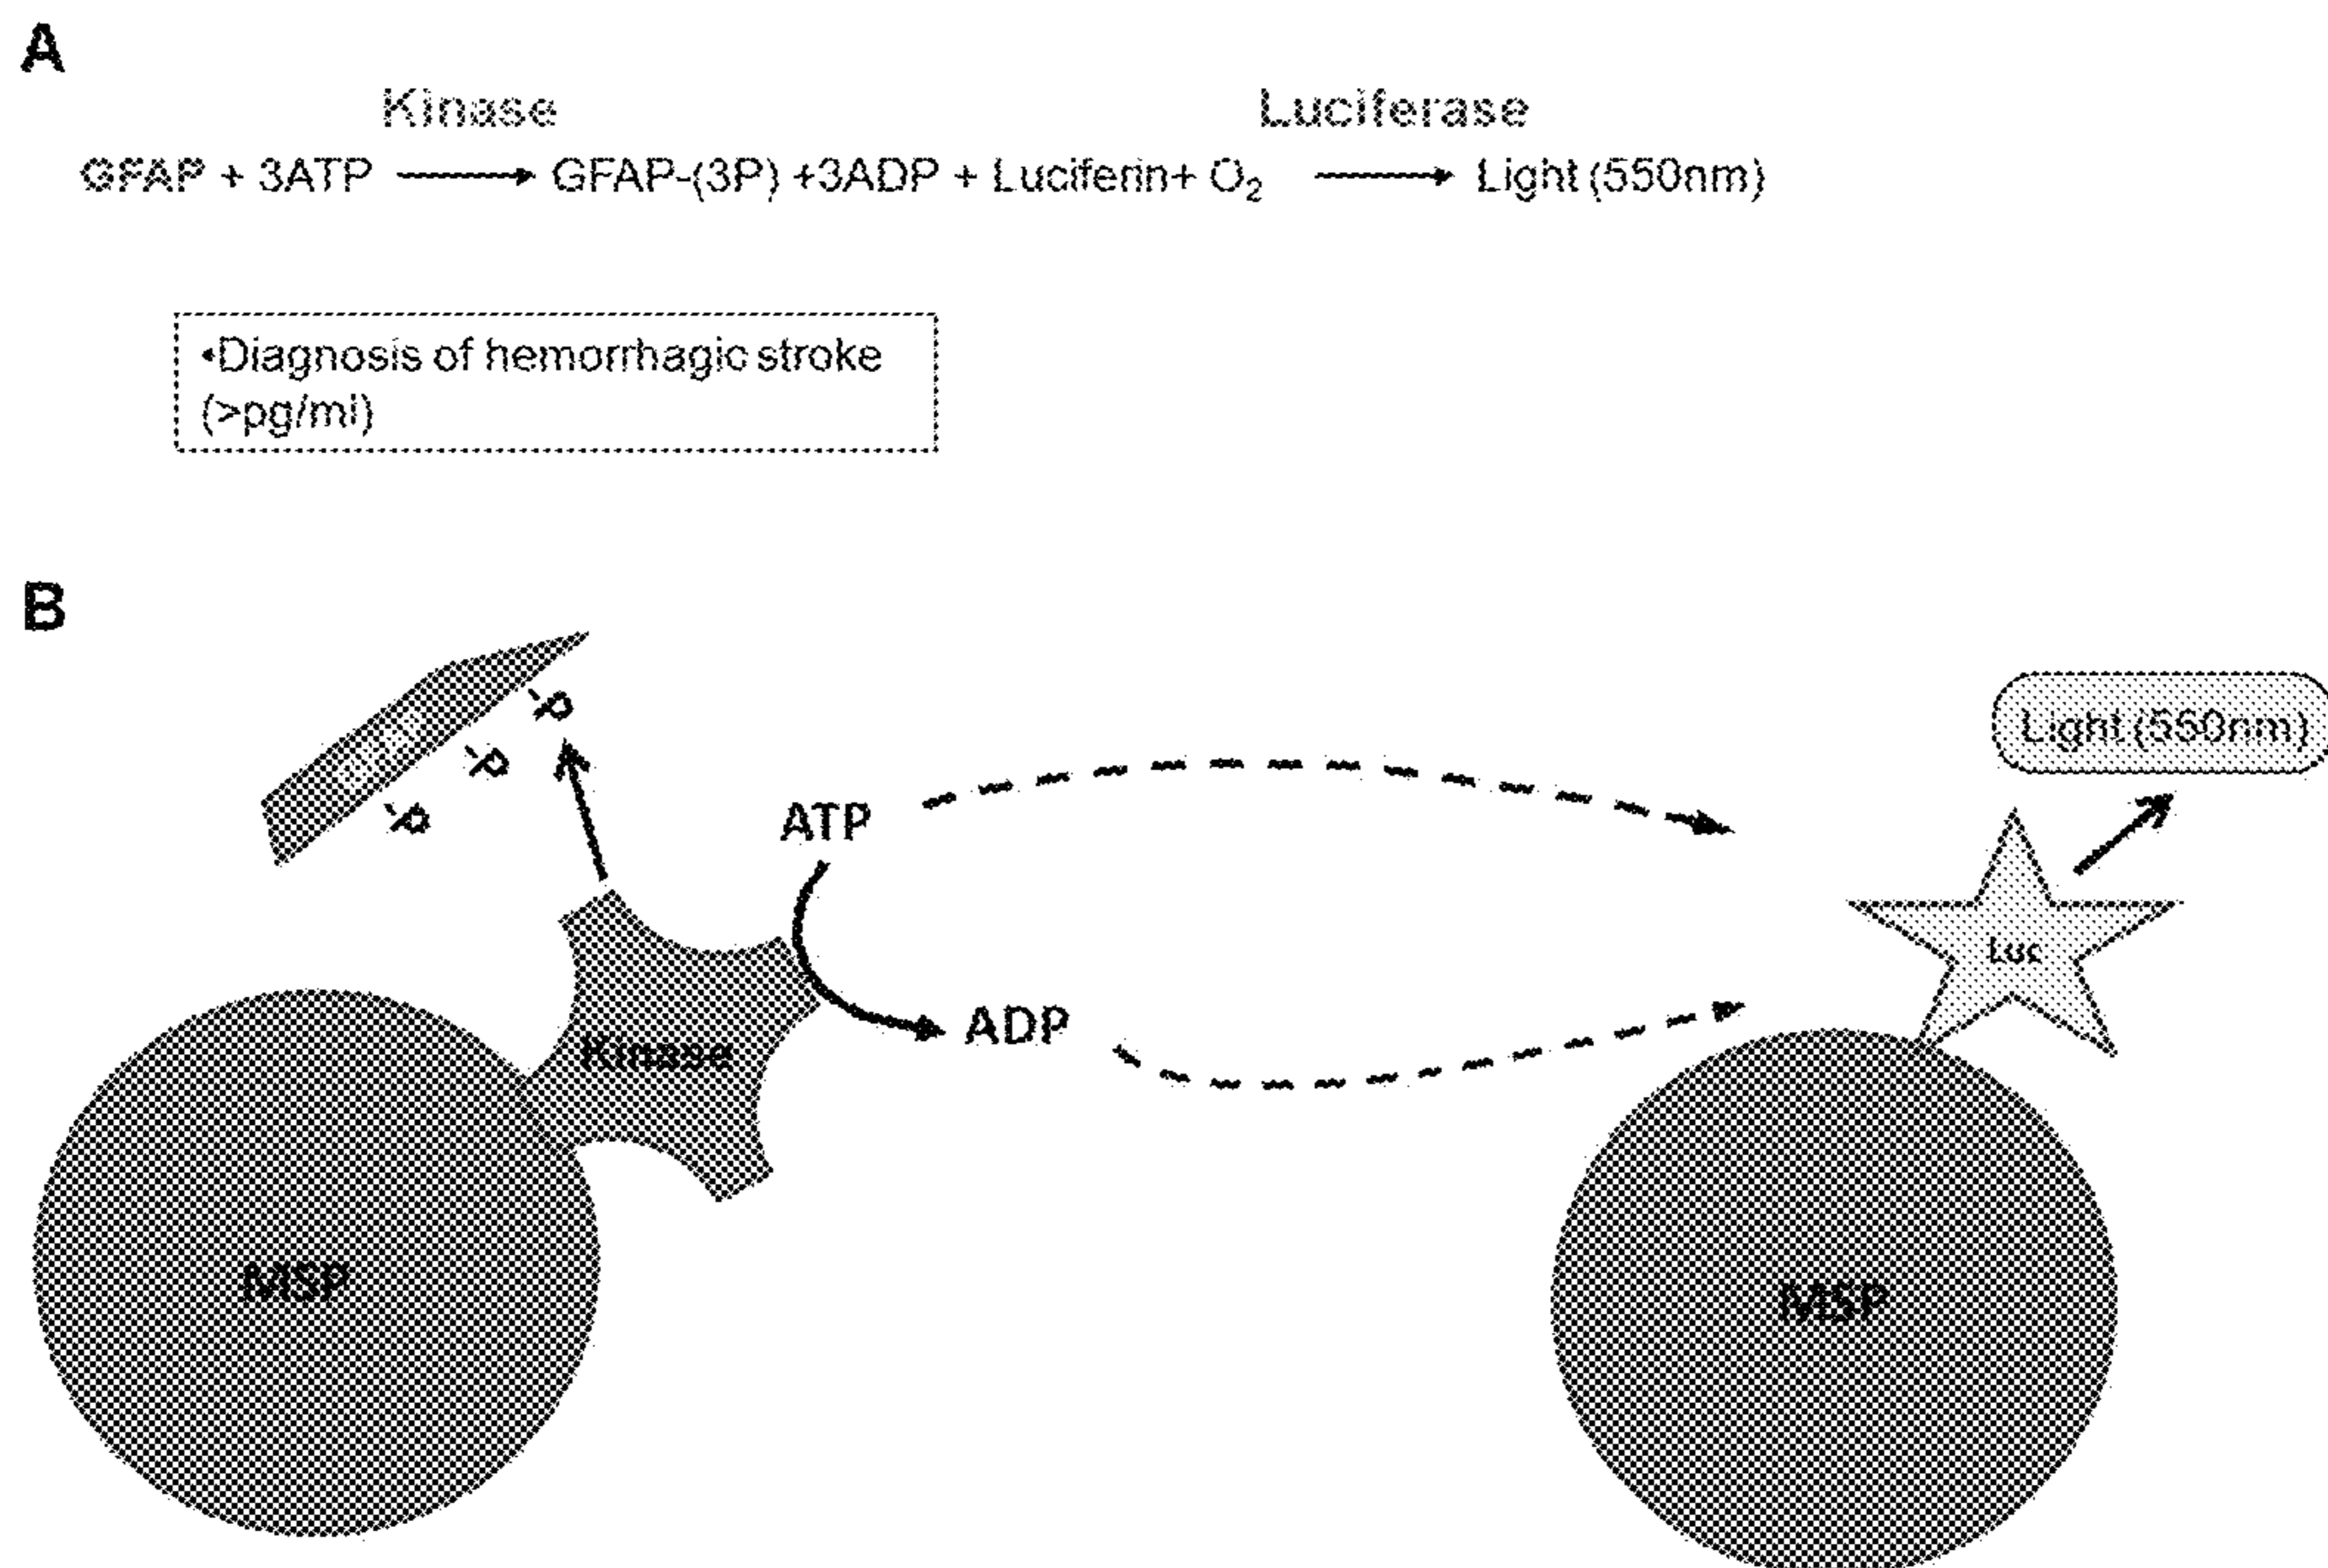 A
Kinase
Luciferase
GFAP + 3ATP ⟶ GFAP-(3P) +3ADP + Luciferin+ O₂ ⟶ Light (550nm)
•Diagnosis of hemorrhagic stroke
(>pg/ml)
B
-P
-P
-P
Light (550nm)
ATP
Luc
ADP
Kinase
MSP
MSP